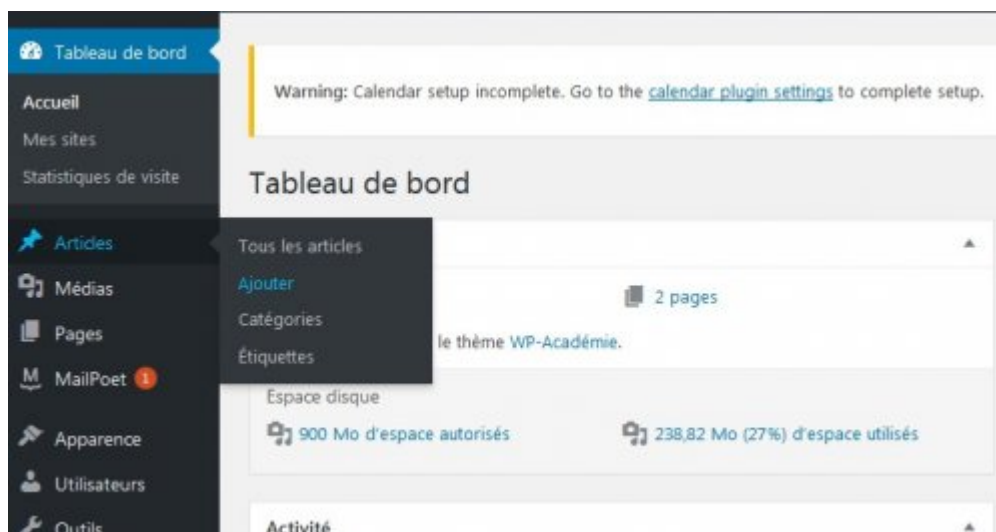 Tableau de bord
Accueil
Mes sites
Statistiques de visite
Articles
Médias
Pages
MailPoet 1
Apparence
Utilisateurs
Outils
Tous les articles
Ajouter
Catégories
Étiquettes
Warning: Calendar setup incomplete. Go to the calendar plugin settings to complete setup.
Tableau de bord
2 pages
le thème WP-Académie.
Espace disque
900 Mo d'espace autorisés
238,82 Mo (27%) d'espace utilisés
Activité